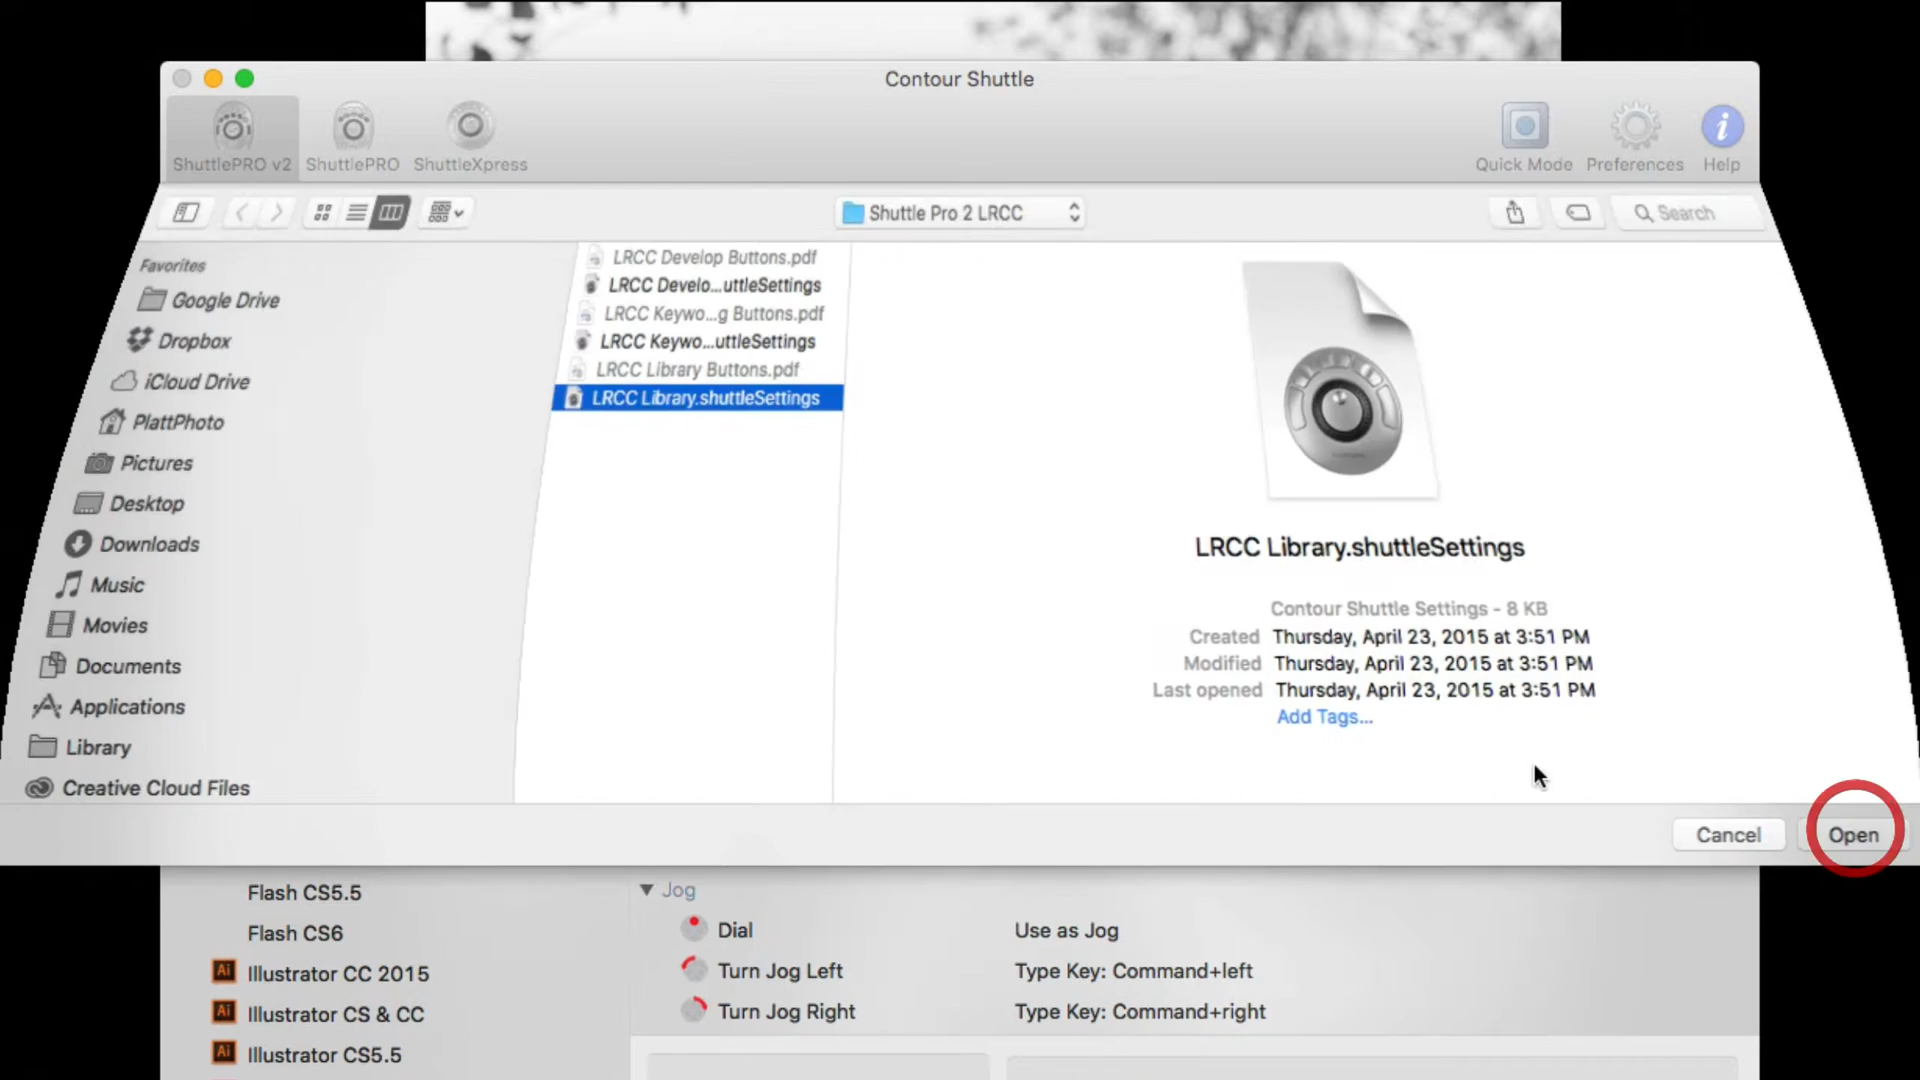 Contour Shuttle
ShuttlePRO v2
ShuttlePRO
ShuttleXpress
Quick Mode
Preferences
Help
Shuttle Pro 2 LRCC
Search
Favorites
Google Drive
Dropbox
iCloud Drive
PlattPhoto
Pictures
Desktop
Downloads
Music
Movies
Documents
Applications
Library
Creative Cloud Files
LRCC Develop Buttons.pdf
LRCC Develo...uttleSettings
LRCC Keywo...g Buttons.pdf
LRCC Keywo...uttleSettings
LRCC Library Buttons.pdf
LRCC Library.shuttleSettings
LRCC Library.shuttleSettings
Contour Shuttle Settings - 8 KB
Created Thursday, April 23, 2015 at 3:51 PM
Modified Thursday, April 23, 2015 at 3:51 PM
Last opened Thursday, April 23, 2015 at 3:51 PM
Add Tags...
Cancel
Open
Flash CS5.5
Flash CS6
Ai Illustrator CC 2015
Ai Illustrator CS & CC
Ai Illustrator CS5.5
Jog
Dial Use as Jog
Turn Jog Left Type Key: Command+left
Turn Jog Right Type Key: Command+right